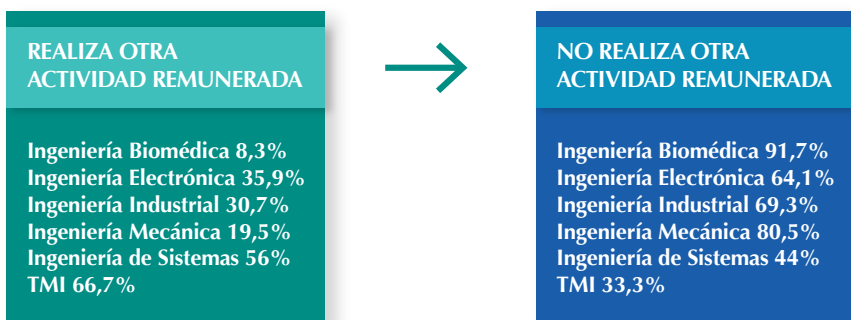 REALIZA OTRA
ACTIVIDAD REMUNERADA
Ingeniería Biomédica 8,3%
Ingeniería Electrónica 35,9%
Ingeniería Industrial 30,7%
Ingeniería Mecánica 19,5%
Ingeniería de Sistemas 56%
TMI 66,7%
NO REALIZA OTRA
ACTIVIDAD REMUNERADA
Ingeniería Biomédica 91,7%
Ingeniería Electrónica 64,1%
Ingeniería Industrial 69,3%
Ingeniería Mecánica 80,5%
Ingeniería de Sistemas 44%
TMI 33,3%